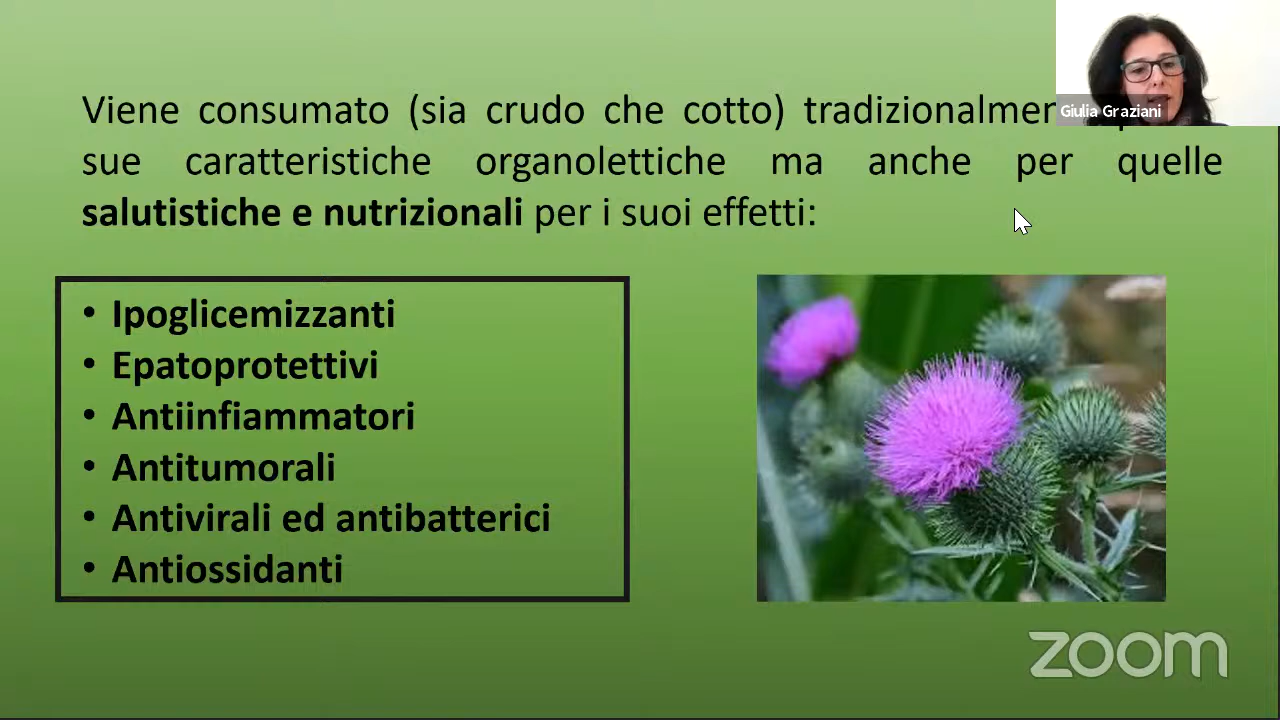 Viene consumato (sia crudo che cotto)
sue caratteristiche organolettiche ma anche per quelle
salutistiche e nutrizionali per i suoi effetti:
Giulia Graziani
• Ipoglicemizzanti
• Epatoprotettivi
• Antiinfiammatori
• Antitumorali
• Antivirali ed antibatterici
• Antiossidanti
zoom